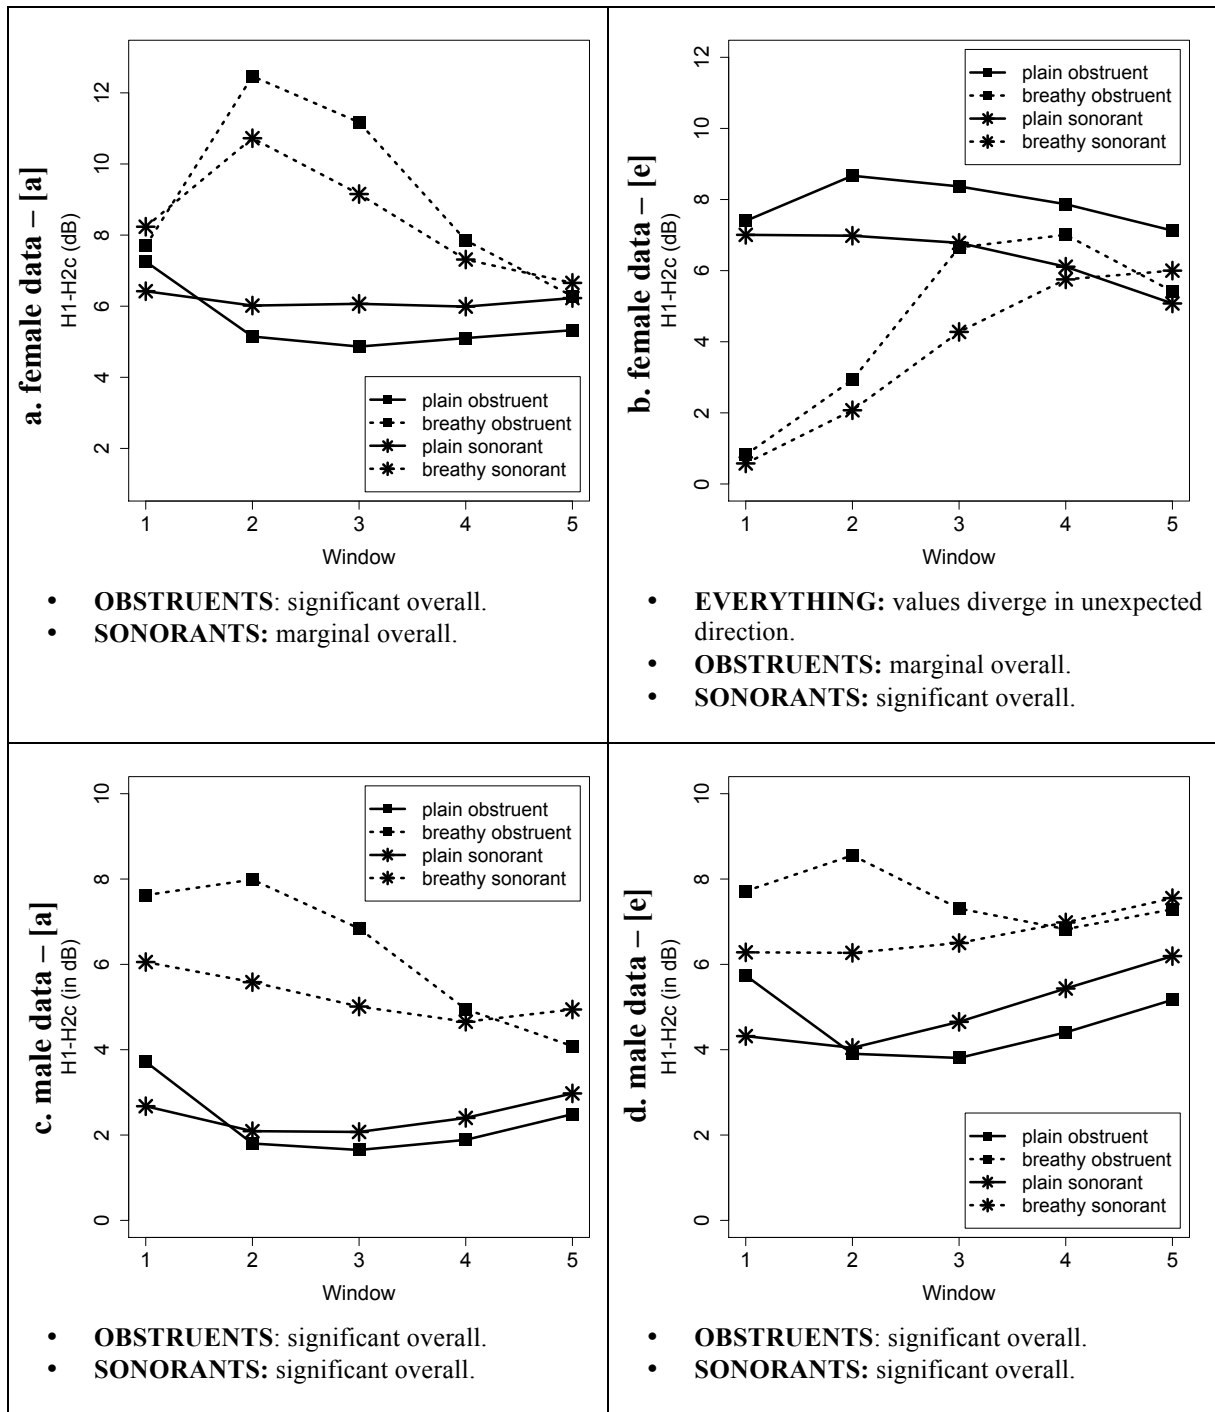 a. female data – [a]
H1-H2c (dB)
12
10
8
6
4
2
plain obstruent
breathy obstruent
plain sonorant
breathy sonorant
1 2 3 4 5
Window
• OBSTRUENTS: significant overall.
• SONORANTS: marginal overall.
b. female data – [e]
H1-H2c (dB)
12
10
8
6
4
2
0
plain obstruent
breathy obstruent
plain sonorant
breathy sonorant
1 2 3 4 5
Window
• EVERYTHING: values diverge in unexpected
direction.
• OBSTRUENTS: marginal overall.
• SONORANTS: significant overall.
c. male data – [a]
H1-H2c (in dB)
10
8
6
4
2
0
plain obstruent
breathy obstruent
plain sonorant
breathy sonorant
1 2 3 4 5
Window
• OBSTRUENTS: significant overall.
• SONORANTS: significant overall.
d. male data – [e]
H1-H2c (in dB)
10
8
6
4
2
0
plain obstruent
breathy obstruent
plain sonorant
breathy sonorant
1 2 3 4 5
Window
• OBSTRUENTS: significant overall.
• SONORANTS: significant overall.